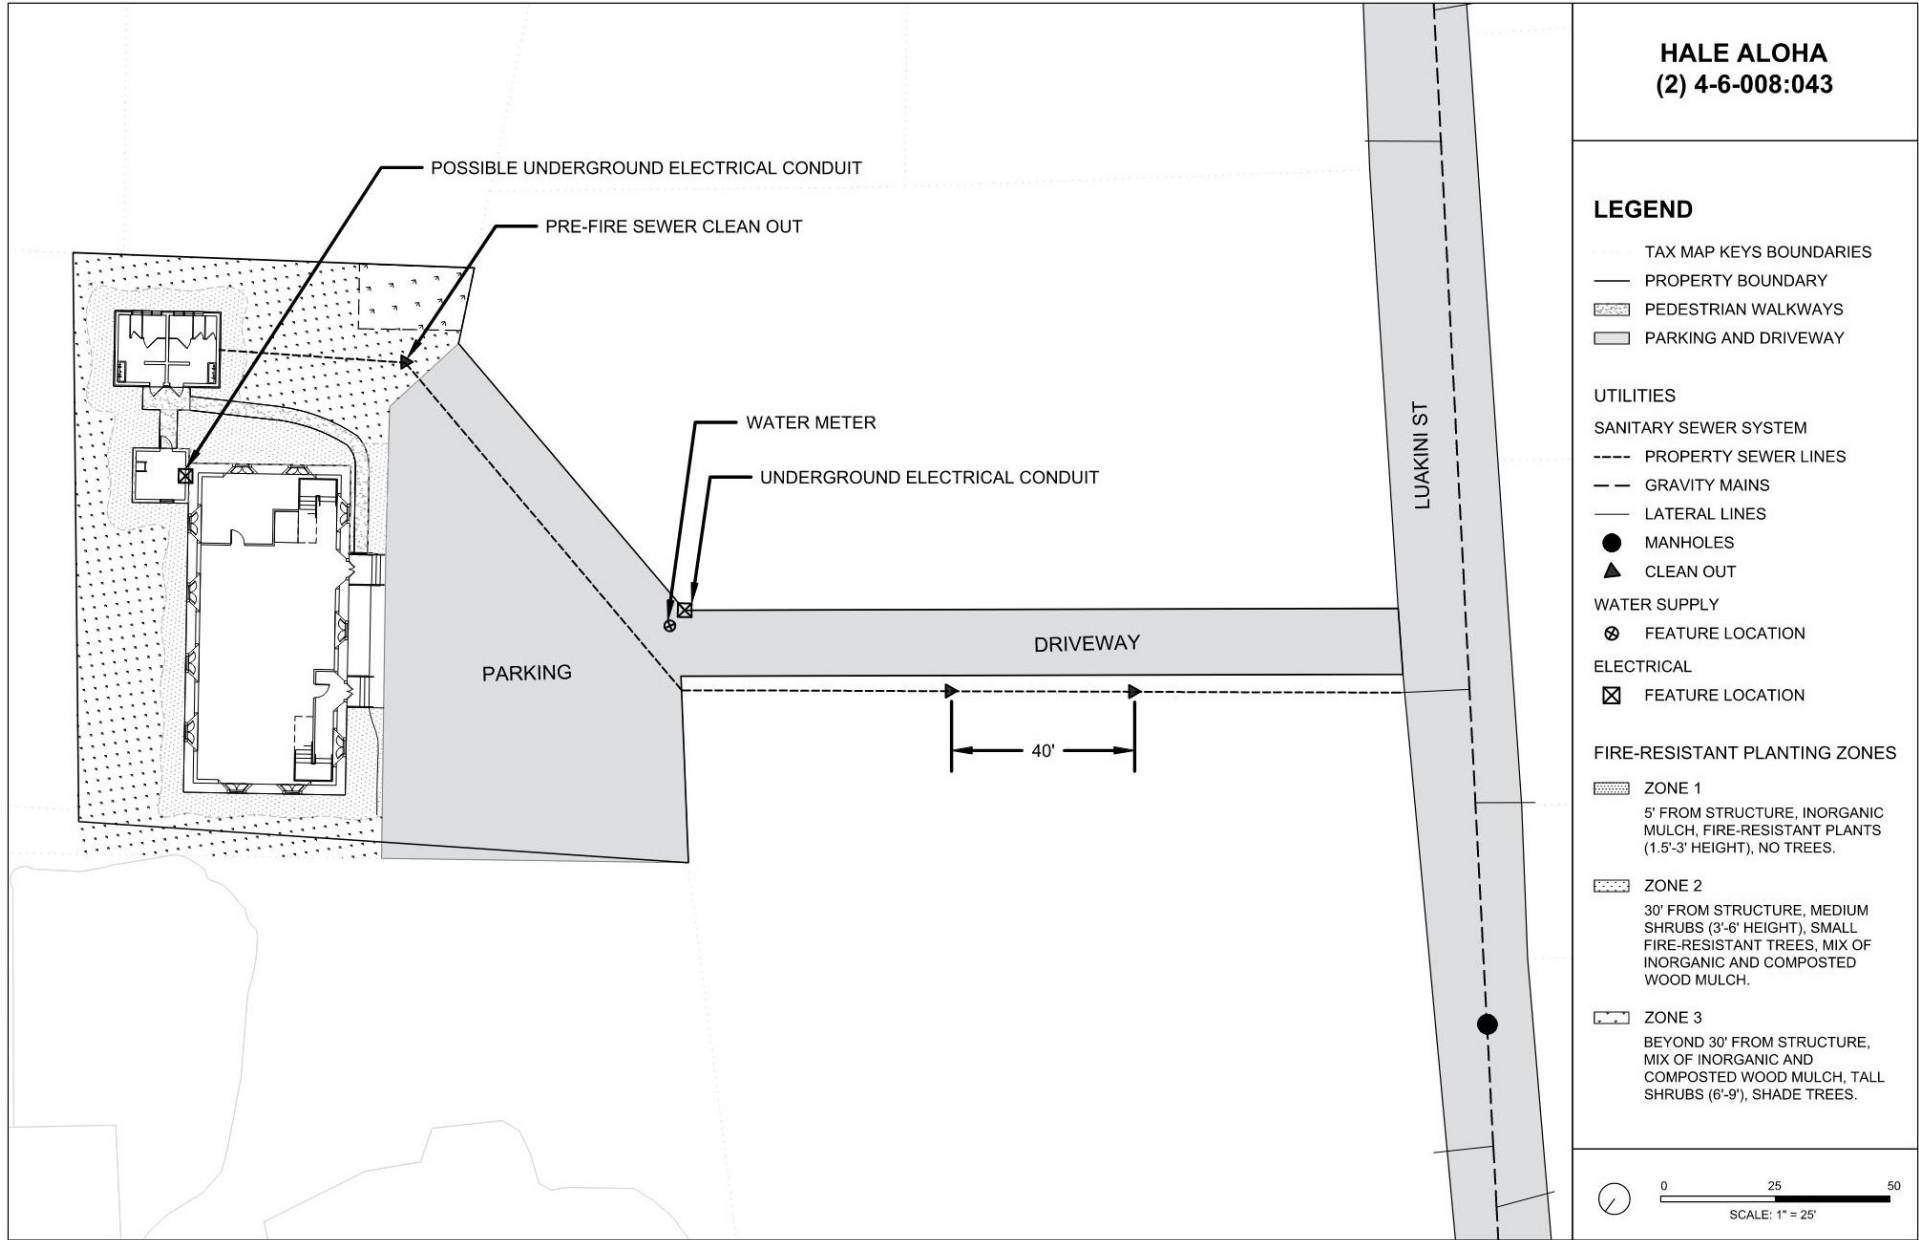 HALE ALOHA
(2) 4-6-008:043
POSSIBLE UNDERGROUND ELECTRICAL CONDUIT
PRE-FIRE SEWER CLEAN OUT
WATER METER
UNDERGROUND ELECTRICAL CONDUIT
LUAKINI ST
DRIVEWAY
PARKING
40'
LEGEND
TAX MAP KEYS BOUNDARIES
PROPERTY BOUNDARY
PEDESTRIAN WALKWAYS
PARKING AND DRIVEWAY
UTILITIES
SANITARY SEWER SYSTEM
PROPERTY SEWER LINES
GRAVITY MAINS
LATERAL LINES
MANHOLES
CLEAN OUT
WATER SUPPLY
FEATURE LOCATION
ELECTRICAL
FEATURE LOCATION
FIRE-RESISTANT PLANTING ZONES
ZONE 1
5' FROM STRUCTURE, INORGANIC
MULCH, FIRE-RESISTANT PLANTS
(1.5'-3' HEIGHT), NO TREES.
ZONE 2
30' FROM STRUCTURE, MEDIUM
SHRUBS (3'-6' HEIGHT), SMALL
FIRE-RESISTANT TREES, MIX OF
INORGANIC AND COMPOSTED
WOOD MULCH.
ZONE 3
BEYOND 30' FROM STRUCTURE,
MIX OF INORGANIC AND
COMPOSTED WOOD MULCH, TALL
SHRUBS (6'-9'), SHADE TREES.
0 25 50
SCALE: 1" = 25'